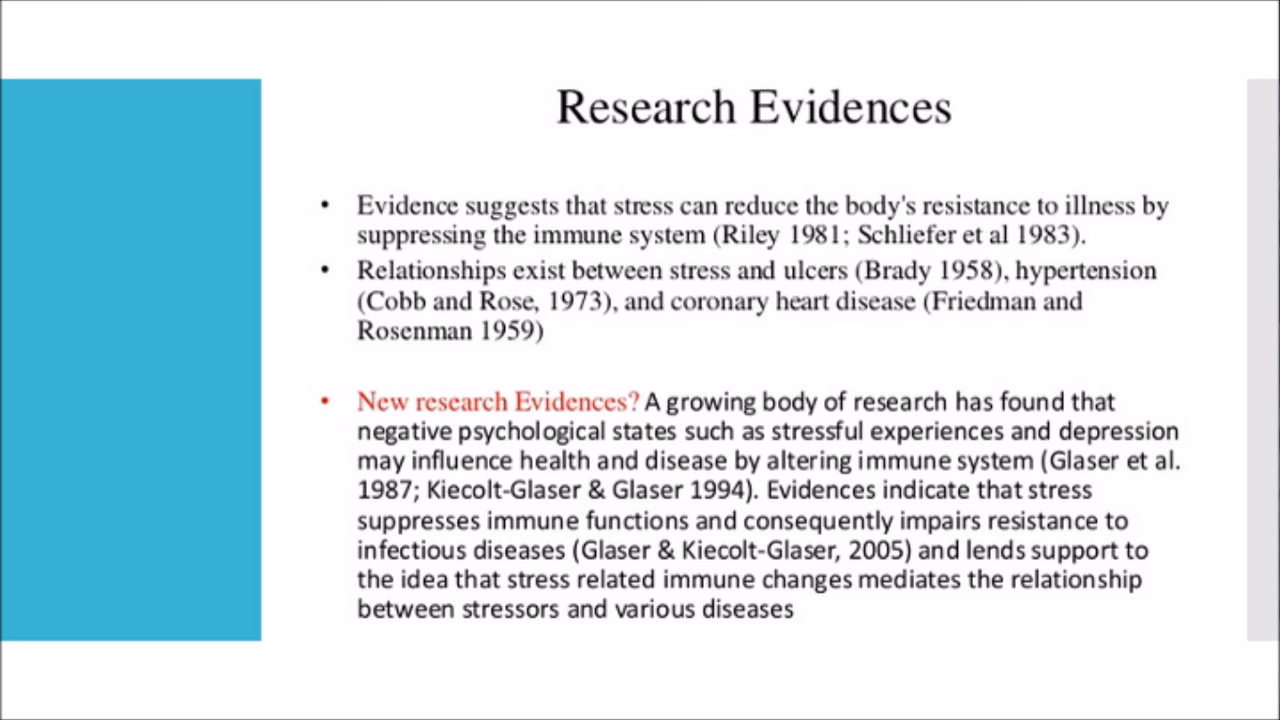 Research Evidences
• Evidence suggests that stress can reduce the body's resistance to illness by
suppressing the immune system (Riley 1981; Schliefer et al 1983).
• Relationships exist between stress and ulcers (Brady 1958), hypertension
(Cobb and Rose, 1973), and coronary heart disease (Friedman and
Rosenman 1959)
• New research Evidences? A growing body of research has found that
negative psychological states such as stressful experiences and depression
may influence health and disease by altering immune system (Glaser et al.
1987; Kiecolt-Glaser & Glaser 1994). Evidences indicate that stress
suppresses immune functions and consequently impairs resistance to
infectious diseases (Glaser & Kiecolt-Glaser, 2005) and lends support to
the idea that stress related immune changes mediates the relationship
between stressors and various diseases